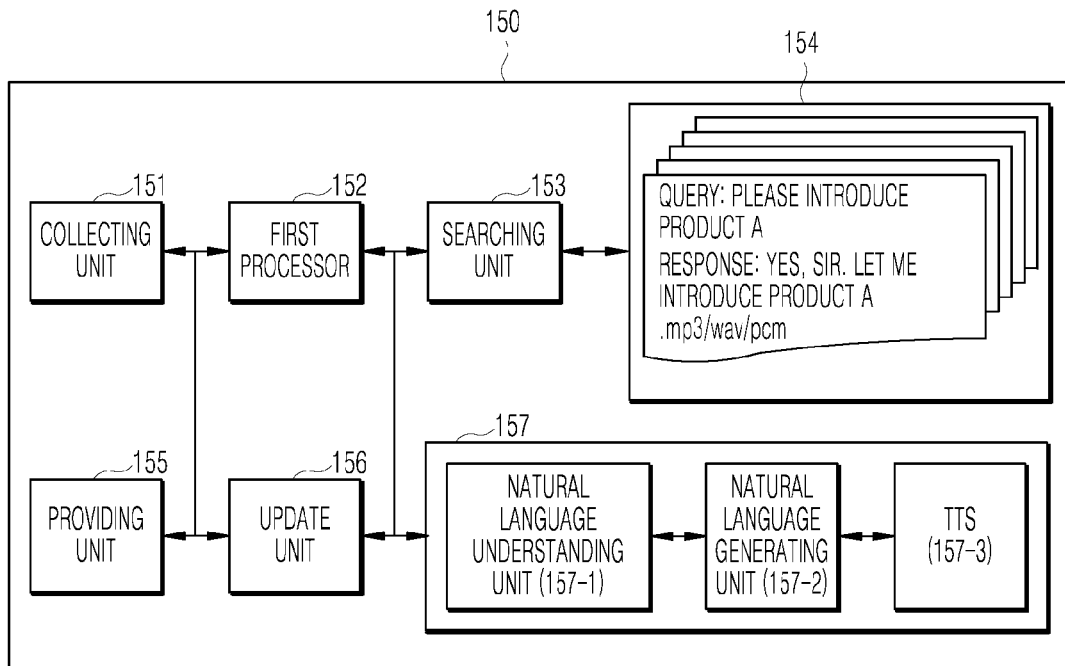 150
154
151
152
153
COLLECTING
UNIT
FIRST
PROCESSOR
SEARCHING
UNIT
QUERY: PLEASE INTRODUCE
PRODUCT A
RESPONSE: YES, SIR. LET ME
INTRODUCE PRODUCT A
.mp3/wav/pcm
155
156
157
PROVIDING
UNIT
UPDATE
UNIT
NATURAL
LANGUAGE
UNDERSTANDING
UNIT (157-1)
NATURAL
LANGUAGE
GENERATING
UNIT (157-2)
TTS
(157-3)